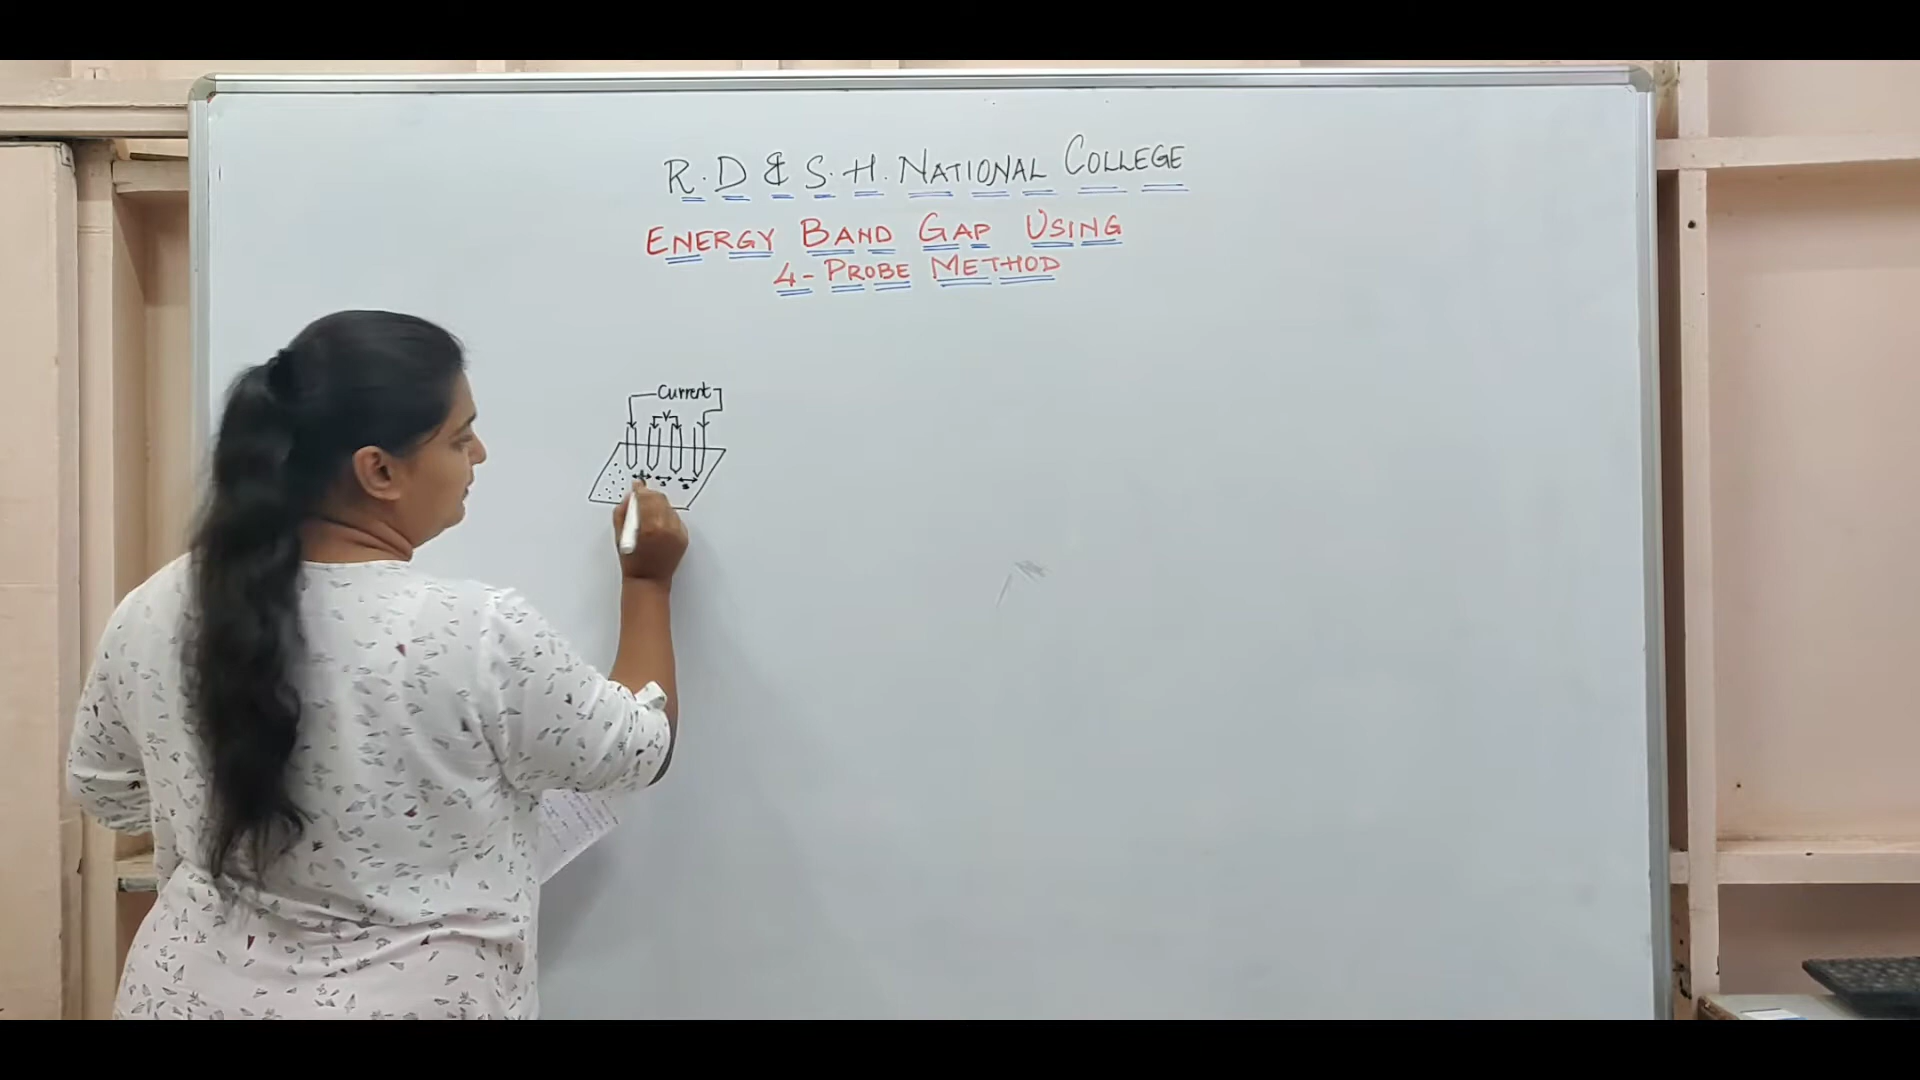 R. D & S. H. NATIONAL COLLEGE
ENERGY BAND GAP USING
4-PROBE METHOD
Current
V
s s